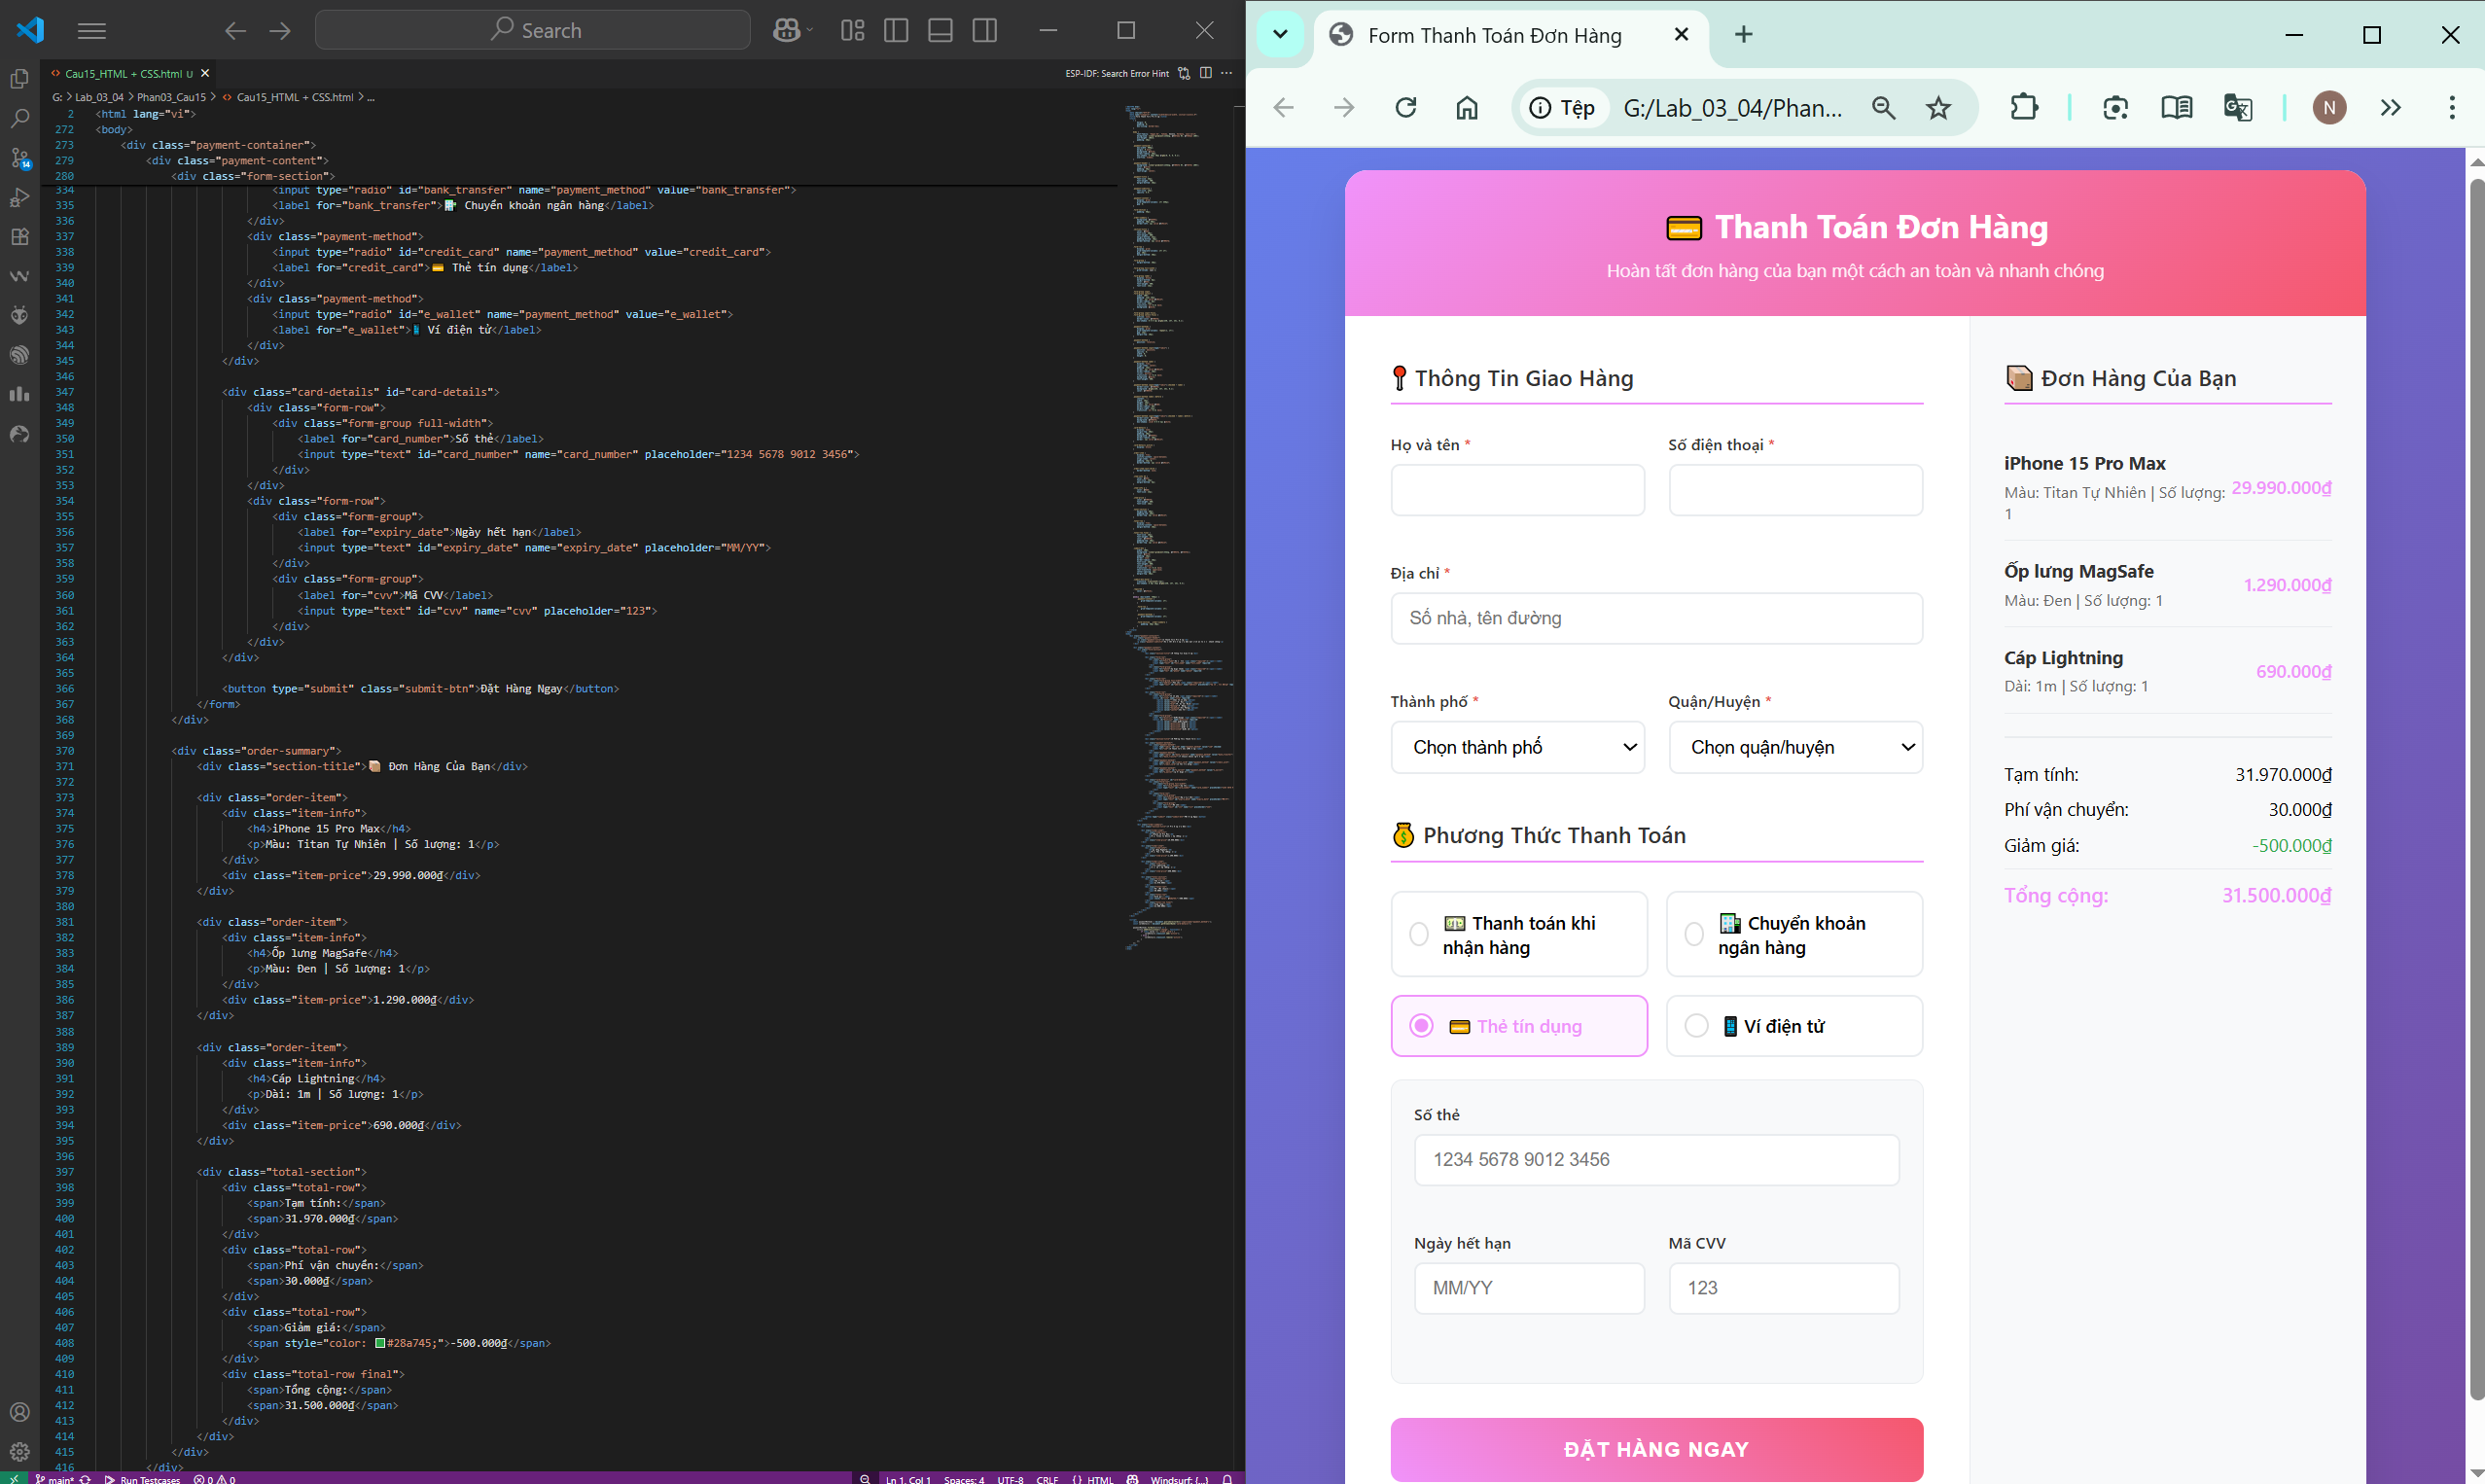 Search
Cau15_HTML + CSS.html U
ESP-IDF: Search Error Hint
G: > Lab_03_04 > Phan03_Cau15 > Cau15_HTML + CSS.html > ...
2 <html lang="vi">
272 <body>
273 <div class="payment-container">
279 <div class="payment-content">
280 <div class="form-section">
334 <input type="radio" id="bank_transfer" name="payment_method" value="bank_transfer">
335 <label for="bank_transfer">🏦 Chuyển khoản ngân hàng</label>
336 </div>
337 <div class="payment-method">
338 <input type="radio" id="credit_card" name="payment_method" value="credit_card">
339 <label for="credit_card">💳 Thẻ tín dụng</label>
340 </div>
341 <div class="payment-method">
342 <input type="radio" id="e_wallet" name="payment_method" value="e_wallet">
343 <label for="e_wallet">📱 Ví điện tử</label>
344 </div>
345 </div>
346
347 <div class="card-details" id="card-details">
348 <div class="form-row">
349 <div class="form-group full-width">
350 <label for="card_number">Số thẻ</label>
351 <input type="text" id="card_number" name="card_number" placeholder="1234 5678 9012 3456">
352 </div>
353 </div>
354 <div class="form-row">
355 <div class="form-group">
356 <label for="expiry_date">Ngày hết hạn</label>
357 <input type="text" id="expiry_date" name="expiry_date" placeholder="MM/YY">
358 </div>
359 <div class="form-group">
360 <label for="cvv">Mã CVV</label>
361 <input type="text" id="cvv" name="cvv" placeholder="123">
362 </div>
363 </div>
364 </div>
365
366 <button type="submit" class="submit-btn">Đặt Hàng Ngay</button>
367 </form>
368 </div>
369
370 <div class="order-summary">
371 <div class="section-title">📦 Đơn Hàng Của Bạn</div>
372
373 <div class="order-item">
374 <div class="item-info">
375 <h4>iPhone 15 Pro Max</h4>
376 <p>Màu: Titan Tự Nhiên | Số lượng: 1</p>
377 </div>
378 <div class="item-price">29.990.000₫</div>
379 </div>
380
381 <div class="order-item">
382 <div class="item-info">
383 <h4>Ốp lưng MagSafe</h4>
384 <p>Màu: Đen | Số lượng: 1</p>
385 </div>
386 <div class="item-price">1.290.000₫</div>
387 </div>
388
389 <div class="order-item">
390 <div class="item-info">
391 <h4>Cáp Lightning</h4>
392 <p>Dài: 1m | Số lượng: 1</p>
393 </div>
394 <div class="item-price">690.000₫</div>
395 </div>
396
397 <div class="total-section">
398 <div class="total-row">
399 <span>Tạm tính:</span>
400 <span>31.970.000₫</span>
401 </div>
402 <div class="total-row">
403 <span>Phí vận chuyển:</span>
404 <span>30.000₫</span>
405 </div>
406 <div class="total-row">
407 <span>Giảm giá:</span>
408 <span style="color: #28a745;">-500.000₫</span>
409 </div>
410 <div class="total-row final">
411 <span>Tổng cộng:</span>
412 <span>31.500.000₫</span>
413 </div>
414 </div>
415 </div>
416 </div>
14
main* Run Testcases 0 0 Ln 1, Col 1 Spaces: 4 UTF-8 CRLF {} HTML Windsurf: {...}
Form Thanh Toán Đơn Hàng
Tệp G:/Lab_03_04/Phan... N
💳 Thanh Toán Đơn Hàng
Hoàn tất đơn hàng của bạn một cách an toàn và nhanh chóng
📍 Thông Tin Giao Hàng
Họ và tên * Số điện thoại *
Địa chỉ *
Số nhà, tên đường
Thành phố * Quận/Huyện *
Chọn thành phố Chọn quận/huyện
💰 Phương Thức Thanh Toán
💵 Thanh toán khi
nhận hàng
🏦 Chuyển khoản
ngân hàng
💳 Thẻ tín dụng
📱 Ví điện tử
Số thẻ
1234 5678 9012 3456
Ngày hết hạn Mã CVV
MM/YY 123
ĐẶT HÀNG NGAY
📦 Đơn Hàng Của Bạn
iPhone 15 Pro Max
Màu: Titan Tự Nhiên | Số lượng:
1
29.990.000₫
Ốp lưng MagSafe
Màu: Đen | Số lượng: 1
1.290.000₫
Cáp Lightning
Dài: 1m | Số lượng: 1
690.000₫
Tạm tính: 31.970.000₫
Phí vận chuyển: 30.000₫
Giảm giá: -500.000₫
Tổng cộng: 31.500.000₫